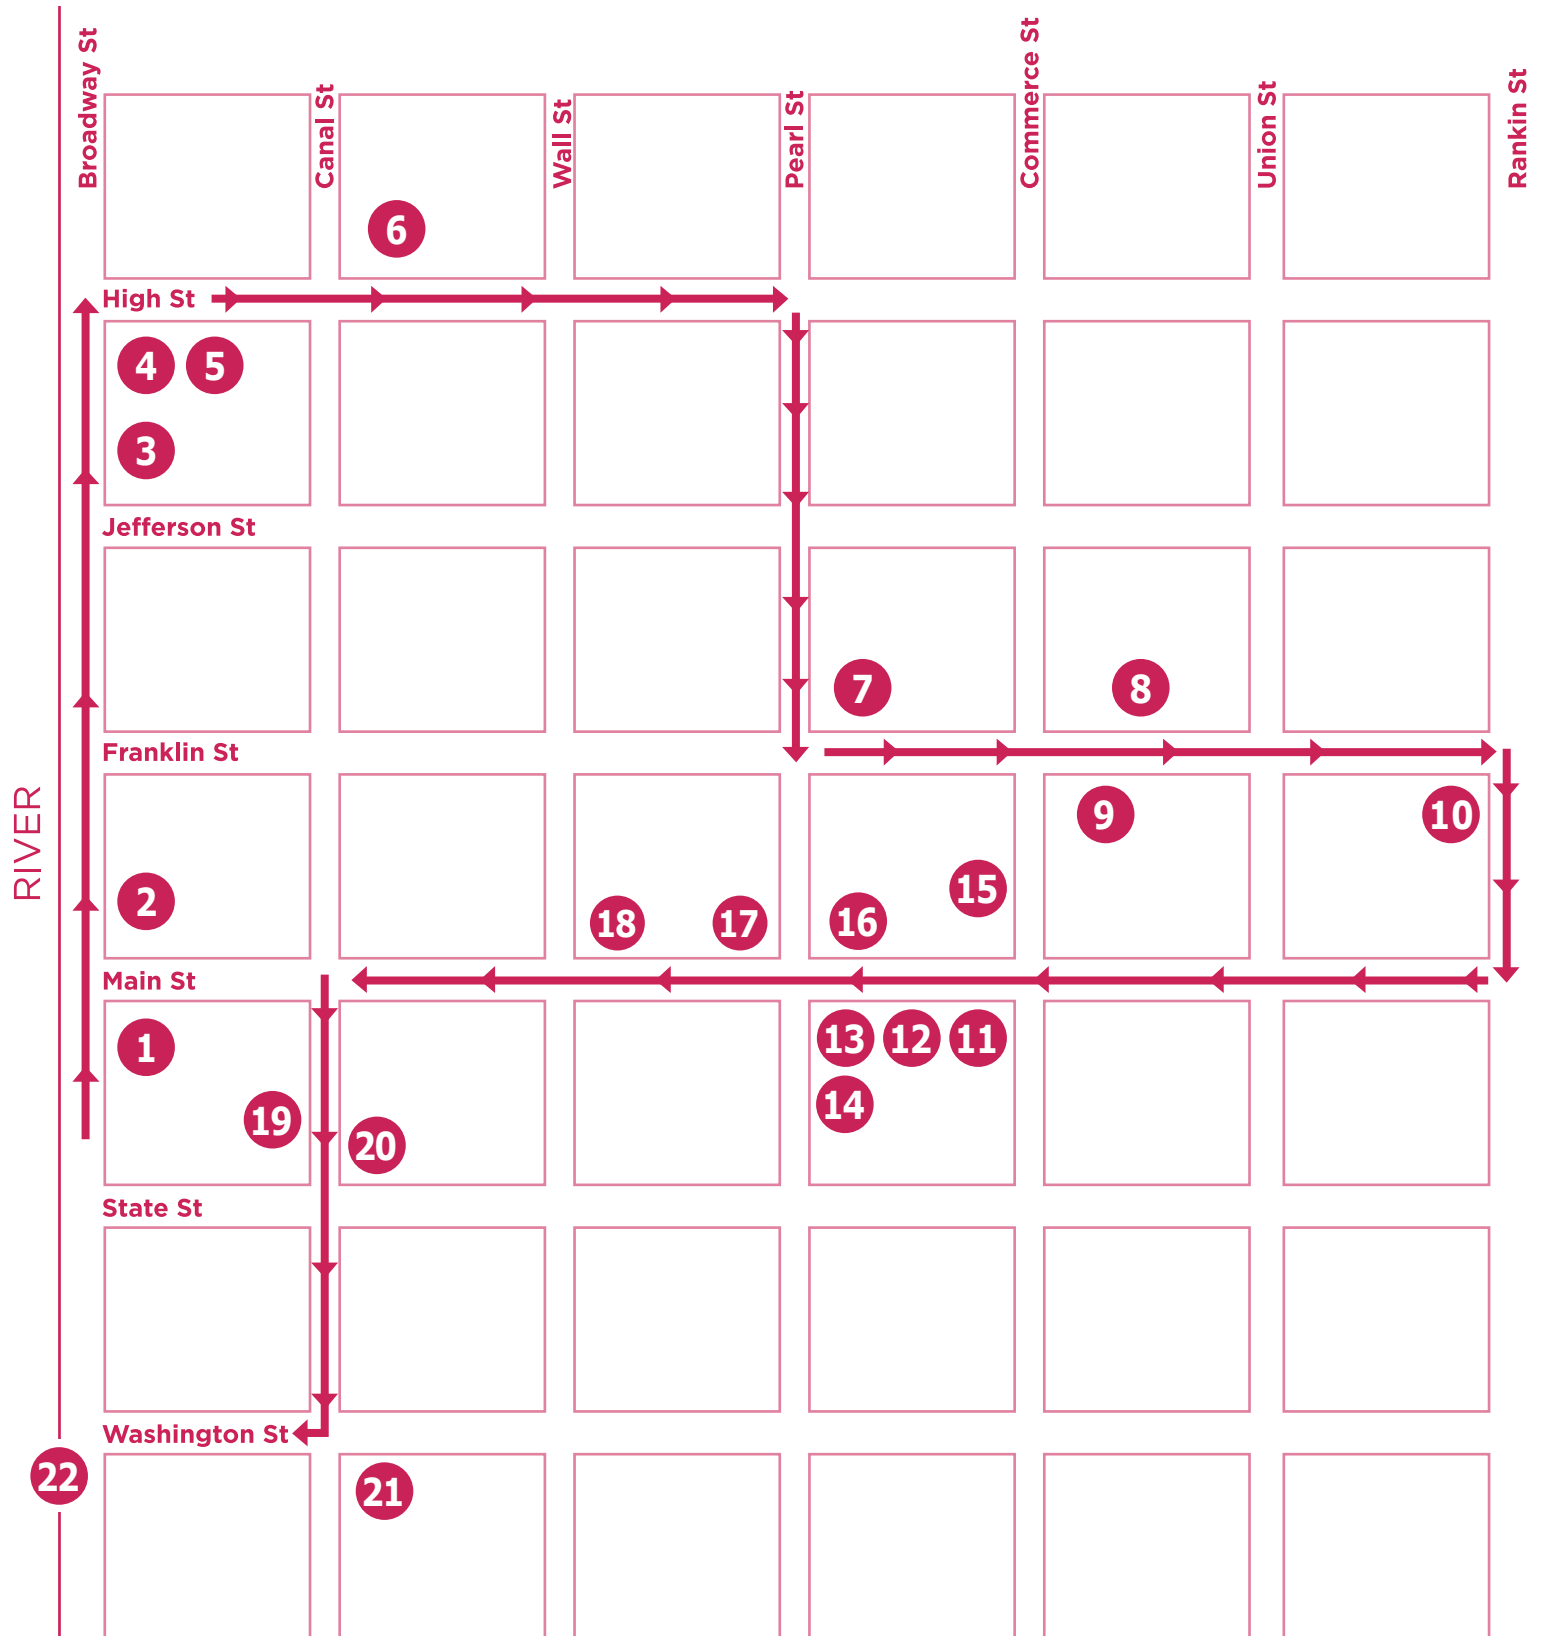 Broadway St
Canal St
Wall St
Pearl St
Commerce St
Union St
Rankin St
6
High St
4 5
3
Jefferson St
7 8
Franklin St
9 10
15
2
18 17 16
RIVER
Main St
13 12 11
1
14
19
20
State St
Washington St
22
21